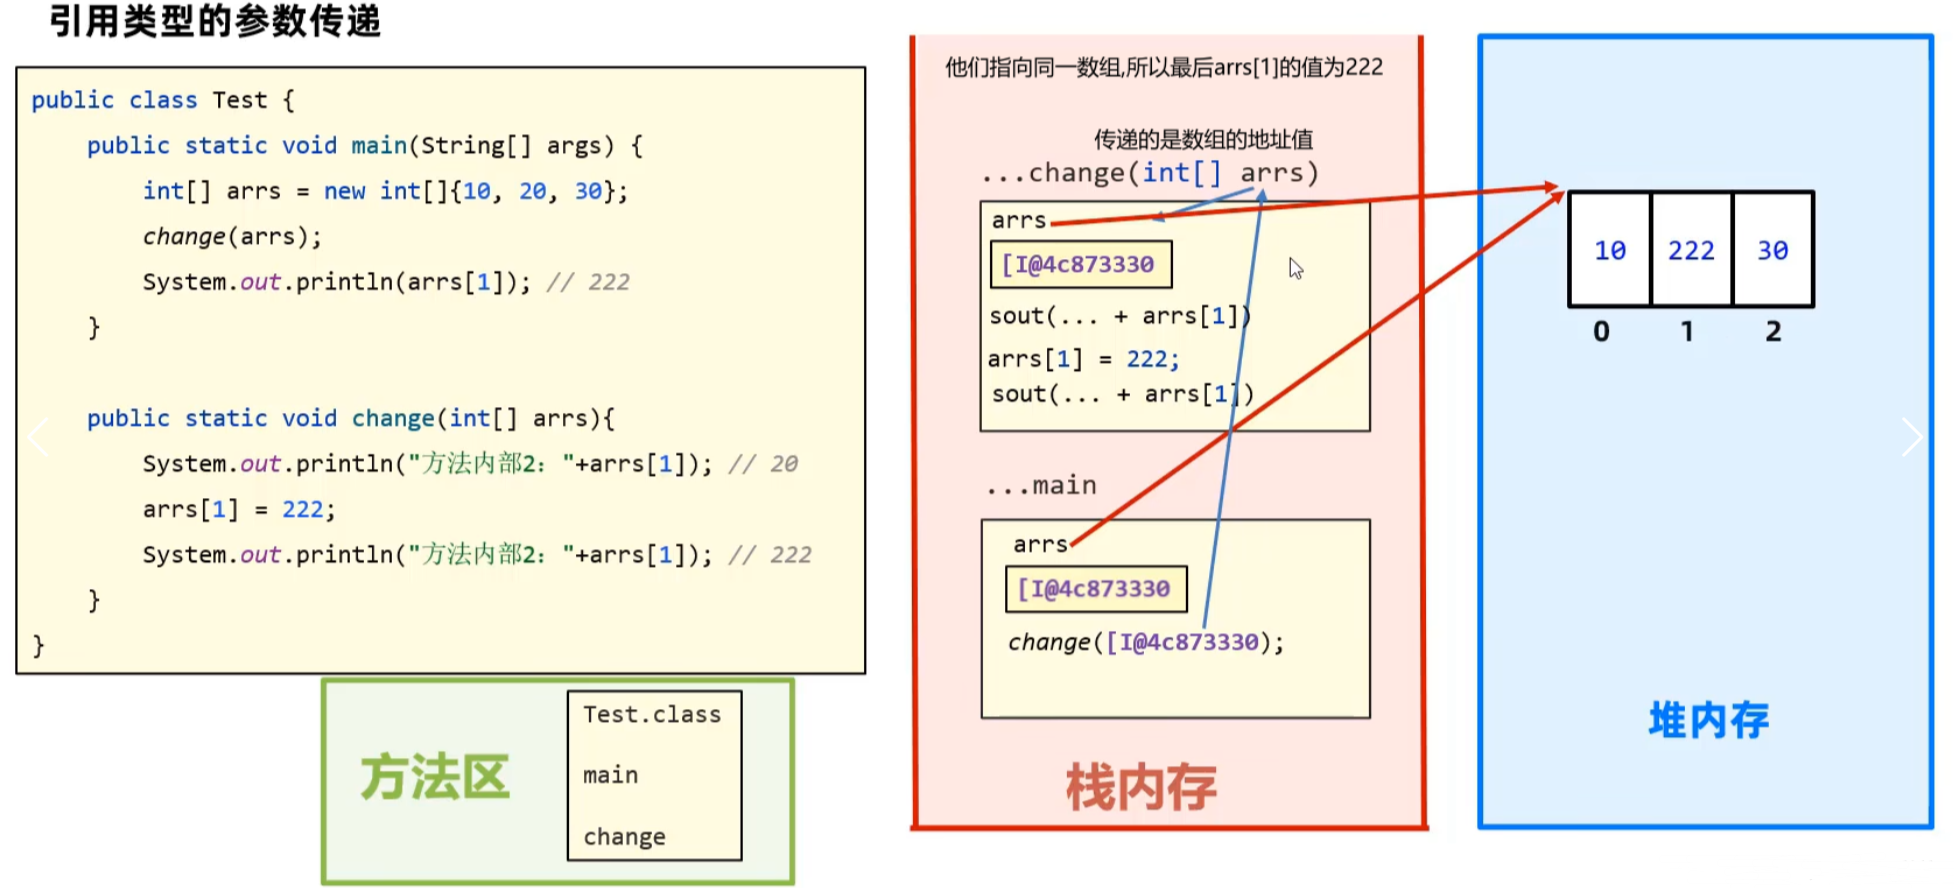 引用类型的参数传递
public class Test {
public static void main(String[] args) {
int[] arrs = new int[]{10, 20, 30};
change(arrs);
System.out.println(arrs[1]); // 222
}
public static void change(int[] arrs){
System.out.println("方法内部2: "+arrs[1]); // 20
arrs[1] = 222;
System.out.println("方法内部2: "+arrs[1]); // 222
}
}
方法区
Test.class
main
change
他们指向同一数组,所以最后arrs[1]的值为222
传递的是数组的地址值
...change(int[] arrs)
arrs
[I@4c873330
sout(... + arrs[1])
arrs[1] = 222;
sout(... + arrs[1])
...main
arrs
[I@4c873330
change([I@4c873330);
栈内存
10 222 30
0 1 2
堆内存